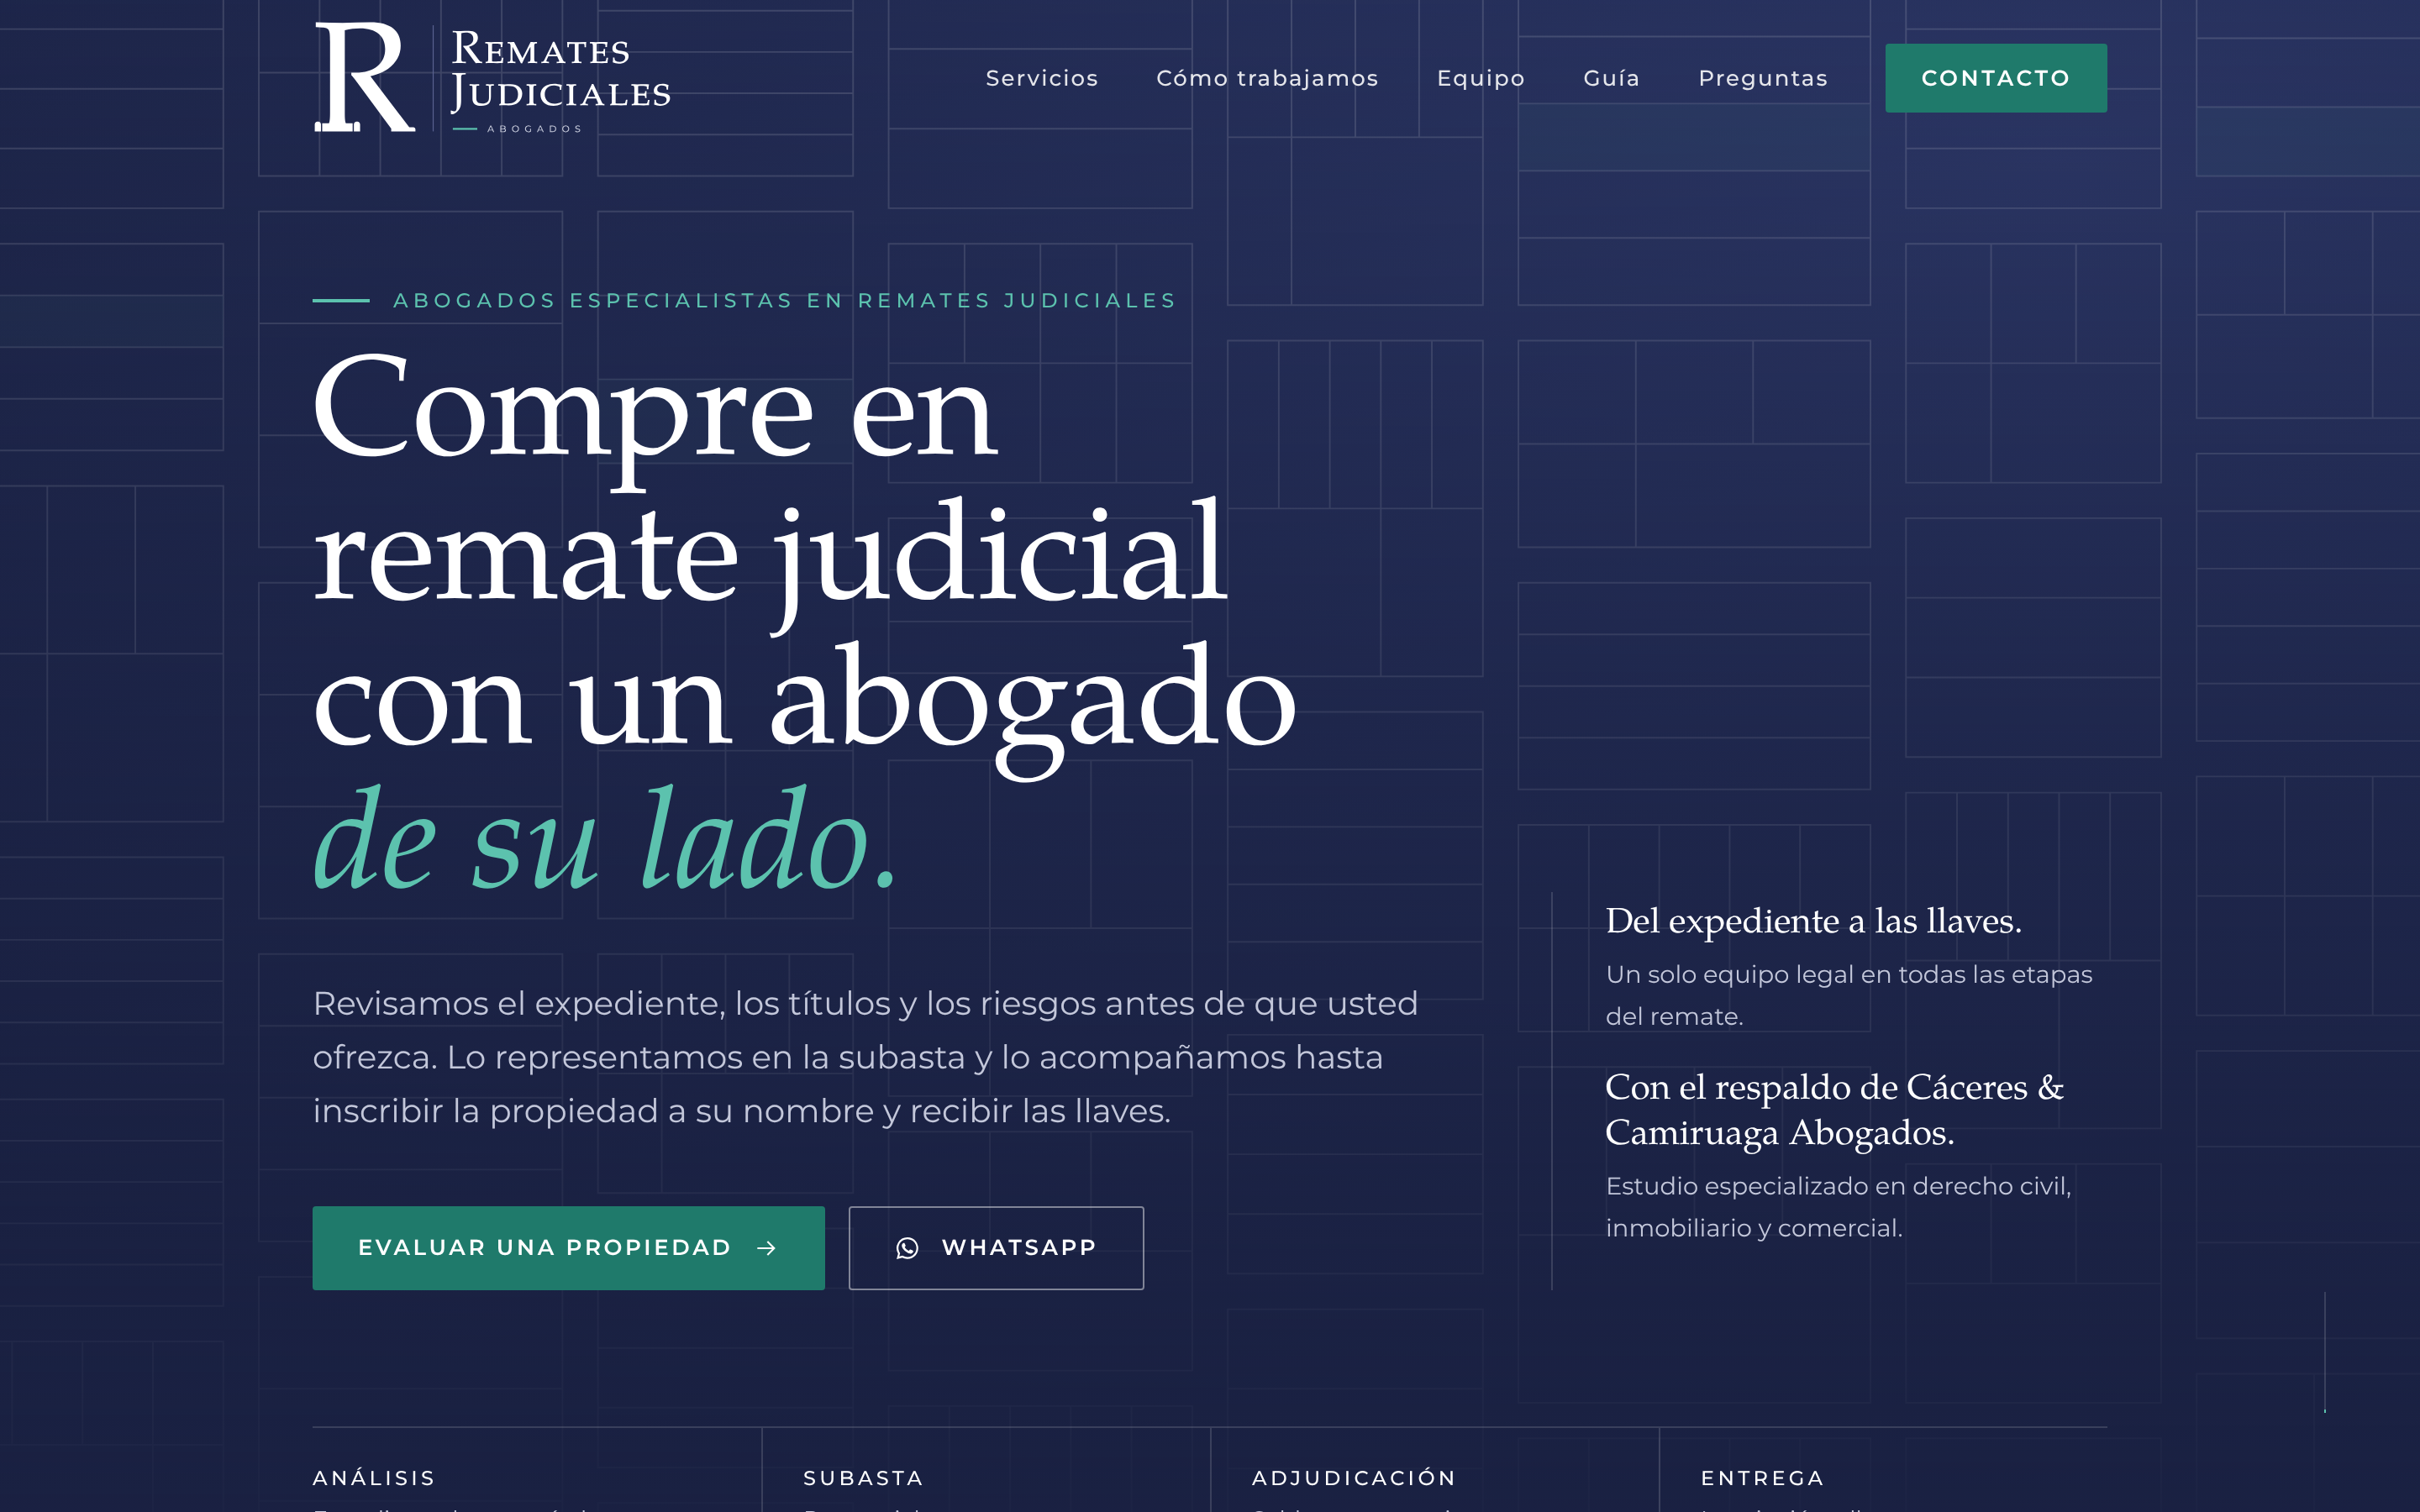 R
REMATES
JUDICIALES
ABOGADOS
Servicios
Cómo trabajamos
Equipo
Guía
Preguntas
CONTACTO
ABOGADOS ESPECIALISTAS EN REMATES JUDICIALES
Compre en
remate judicial
con un abogado
de su lado.
Revisamos el expediente, los títulos y los riesgos antes de que usted
ofrezca. Lo representamos en la subasta y lo acompañamos hasta
inscribir la propiedad a su nombre y recibir las llaves.
EVALUAR UNA PROPIEDAD →
WHATSAPP
Del expediente a las llaves.
Un solo equipo legal en todas las etapas
del remate.
Con el respaldo de Cáceres &
Camiruaga Abogados.
Estudio especializado en derecho civil,
inmobiliario y comercial.
ANÁLISIS
SUBASTA
ADJUDICACIÓN
ENTREGA